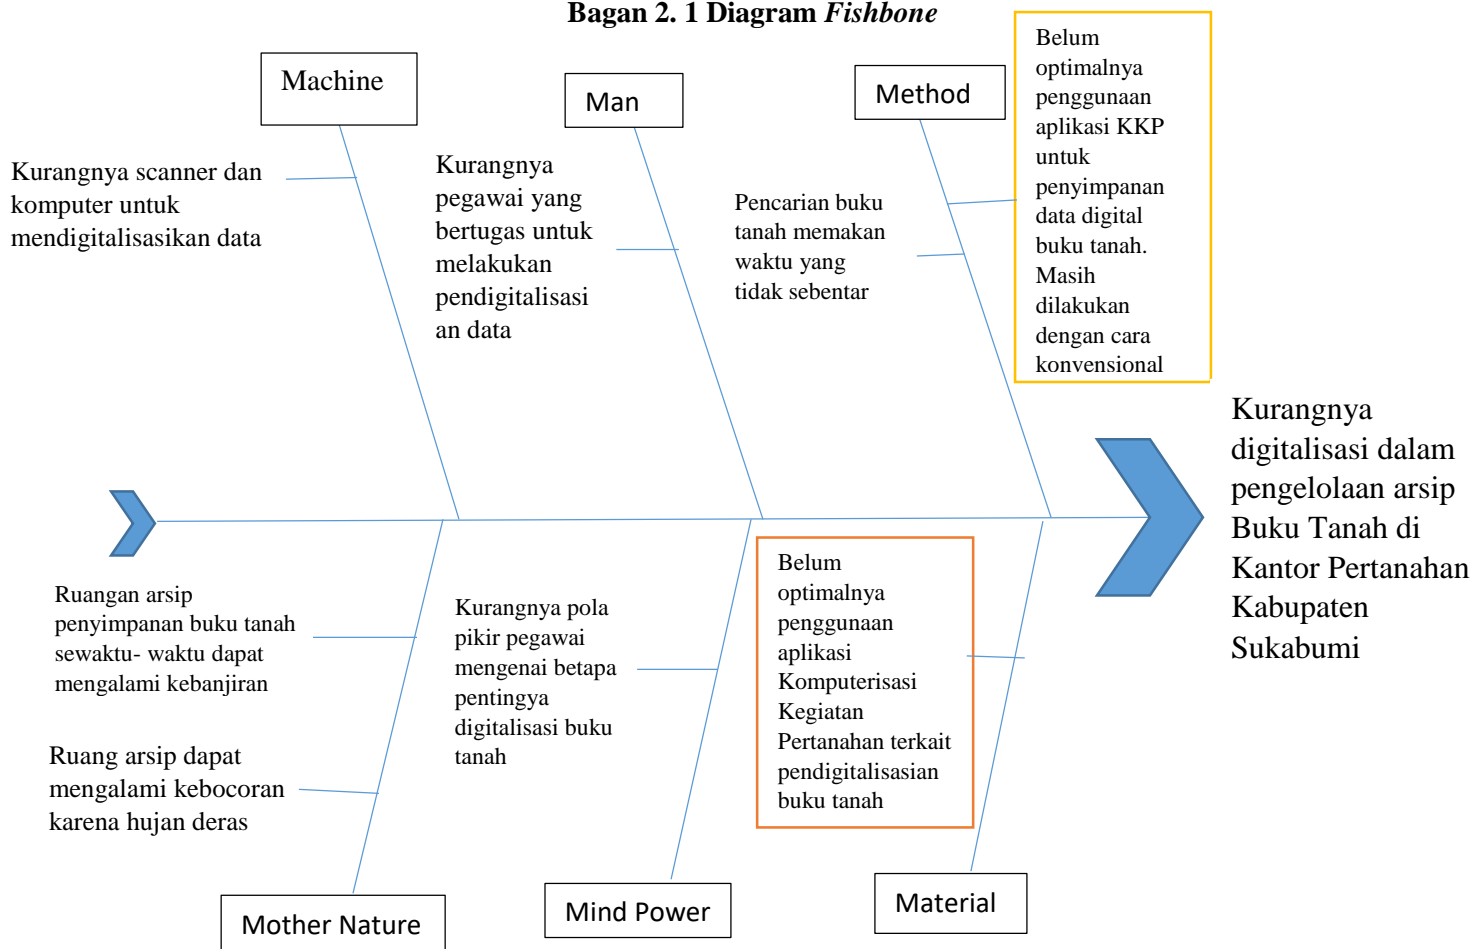 Bagan 2. 1 Diagram Fishbone
Machine
Man
Method
Belum
optimalnya
penggunaan
aplikasi KKP
untuk
penyimpanan
data digital
buku tanah.
Masih
dilakukan
dengan cara
konvensional
Kurangnya scanner dan
komputer untuk
mendigitalisasikan data
Kurangnya
pegawai yang
bertugas untuk
melakukan
pendigitalisasi
an data
Pencarian buku
tanah memakan
waktu yang
tidak sebentar
Kurangnya
digitalisasi dalam
pengelolaan arsip
Buku Tanah di
Kantor Pertanahan
Kabupaten
Sukabumi
Ruangan arsip
penyimpanan buku tanah
sewaktu- waktu dapat
mengalami kebanjiran
Ruang arsip dapat
mengalami kebocoran
karena hujan deras
Kurangnya pola
pikir pegawai
mengenai betapa
pentingya
digitalisasi buku
tanah
Belum
optimalnya
penggunaan
aplikasi
Komputerisasi
Kegiatan
Pertanahan terkait
pendigitalisasian
buku tanah
Mother Nature
Mind Power
Material